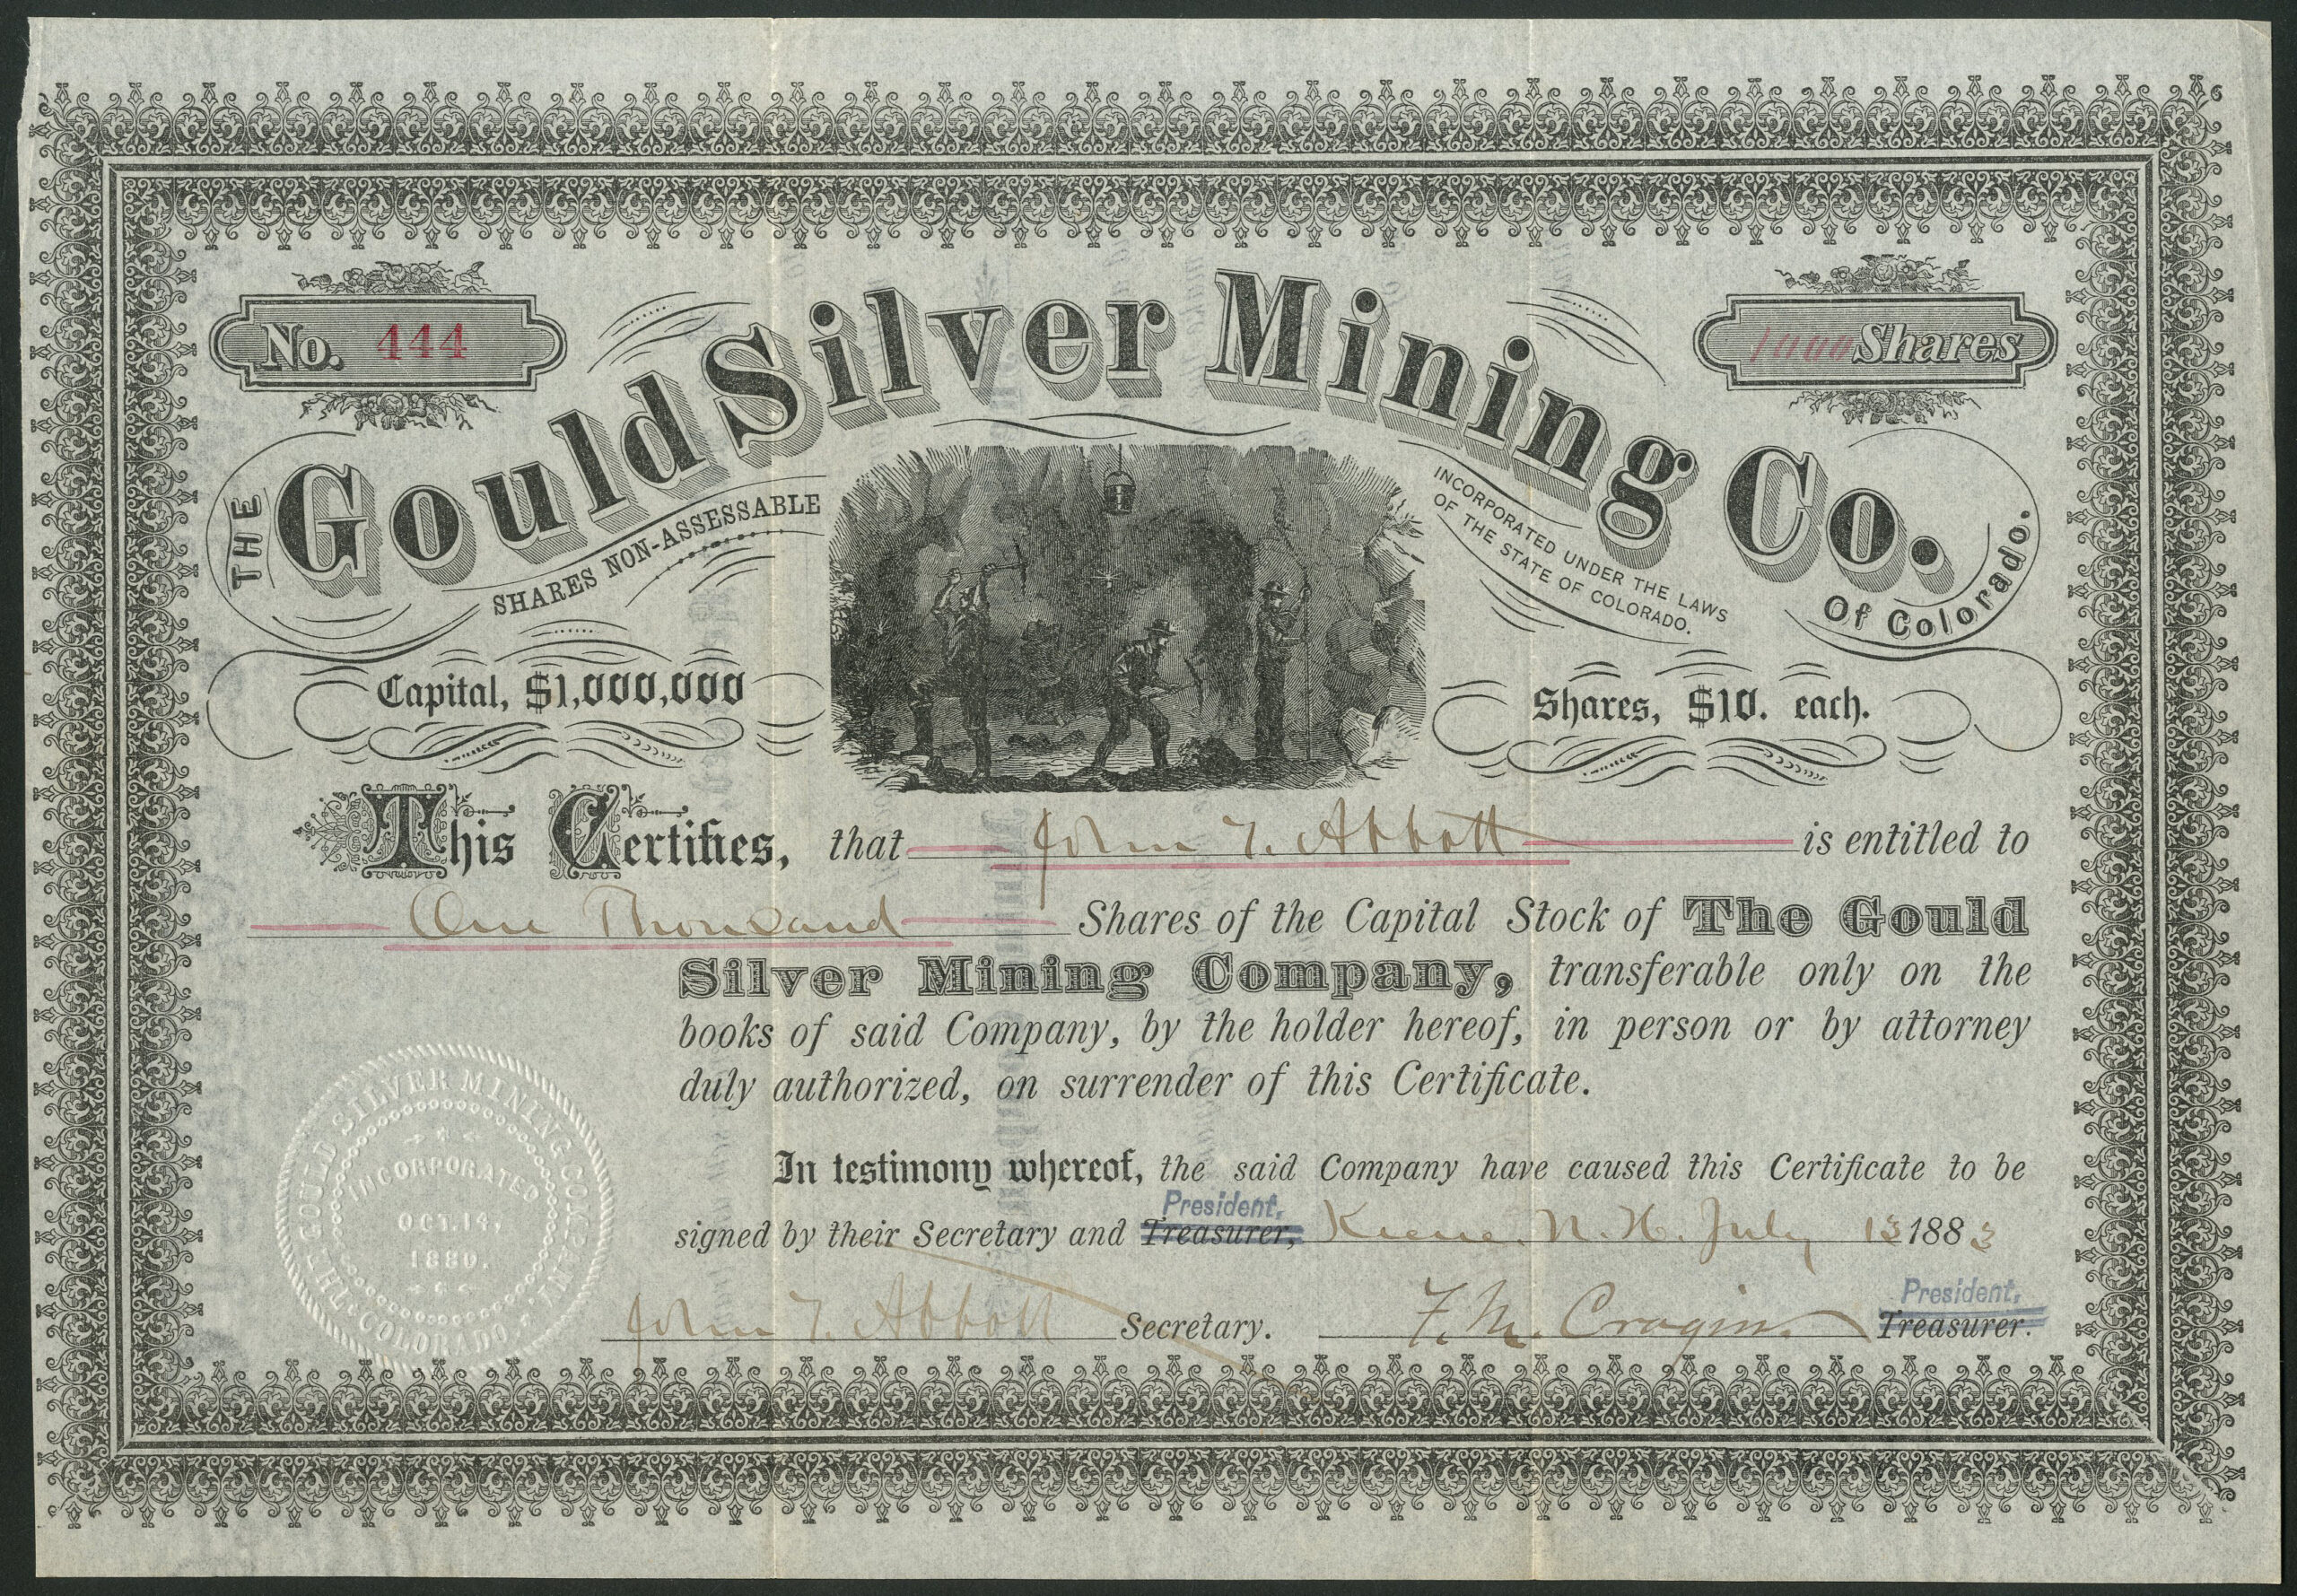 No. 444
1000 Shares
THE Gould Silver Mining Co. Of Colorado.
SHARES NON-ASSESSABLE
INCORPORATED UNDER THE LAWS
OF THE STATE OF COLORADO.
Capital, $1,000,000
Shares, $10. each.
This Certifies, that John T. Abbott is entitled to
One Thousand Shares of the Capital Stock of The Gould
Silver Mining Company, transferable only on the
books of said Company, by the holder hereof, in person or by attorney
duly authorized, on surrender of this Certificate.
In testimony whereof, the said Company have caused this Certificate to be
President,
signed by their Secretary and Treasurer, Keene. N. H. July 13 1883
John T. Abbott Secretary. F. M. Cragin. Treasurer.
President,
THE GOULD SILVER MINING COMPANY, COLORADO
INCORPORATED
OCT. 14,
1880.